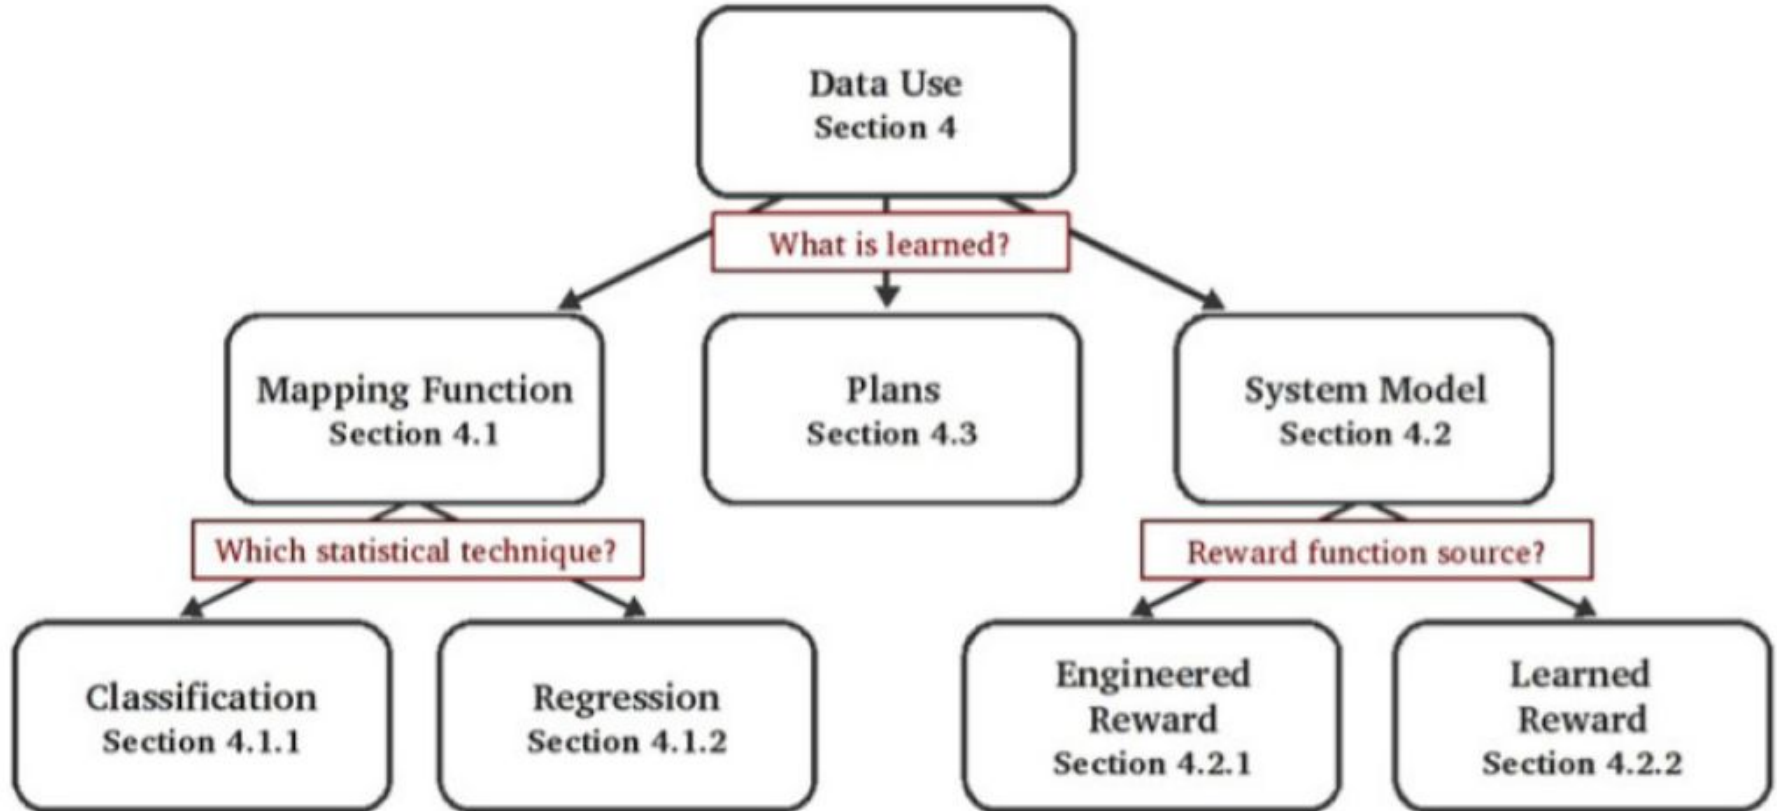 Data Use
Section 4
What is learned?
Mapping Function
Section 4.1
Plans
Section 4.3
System Model
Section 4.2
Which statistical technique?
Reward function source?
Classification
Section 4.1.1
Regression
Section 4.1.2
Engineered
Reward
Section 4.2.1
Learned
Reward
Section 4.2.2